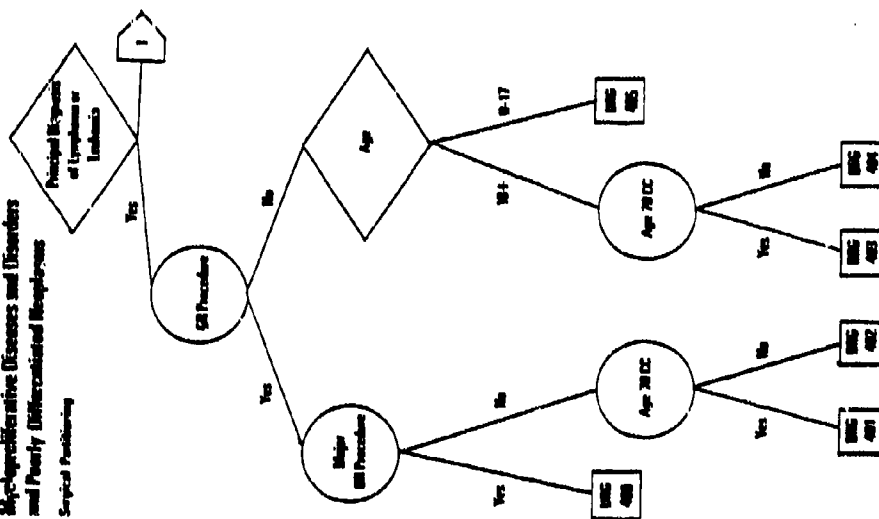 Myeloproliferative Diseases and Disorders
and Poorly Differentiated Neoplasms
Surgical Partitioning
Principal Diagnosis
of Lymphoma or
Leukemia
1
Yes
OR Procedure
Yes
No
Major
OR Procedure
Age
Yes
No
18+
0-17
DRG
400
Age 70 CC
Age 70 CC
DRG
405
Yes
No
Yes
No
DRG
401
DRG
402
DRG
403
DRG
404